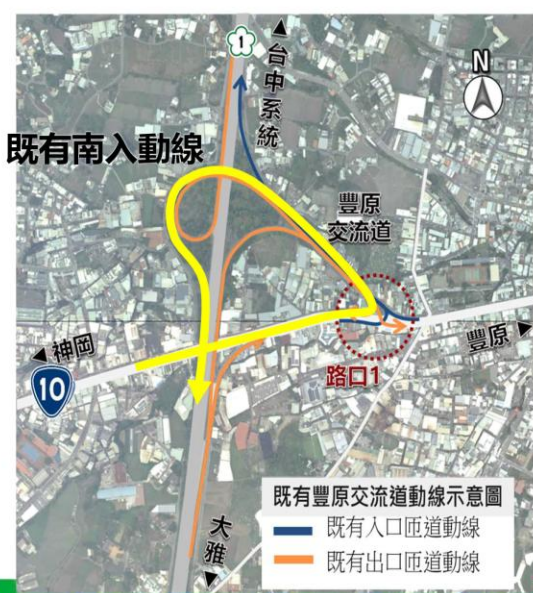 1
台中系統
N
既有南入動線
豐原
交流道
神岡
10
豐原
路口1
大雅
既有豐原交流道動線示意圖
既有入口匝道動線
既有出口匝道動線